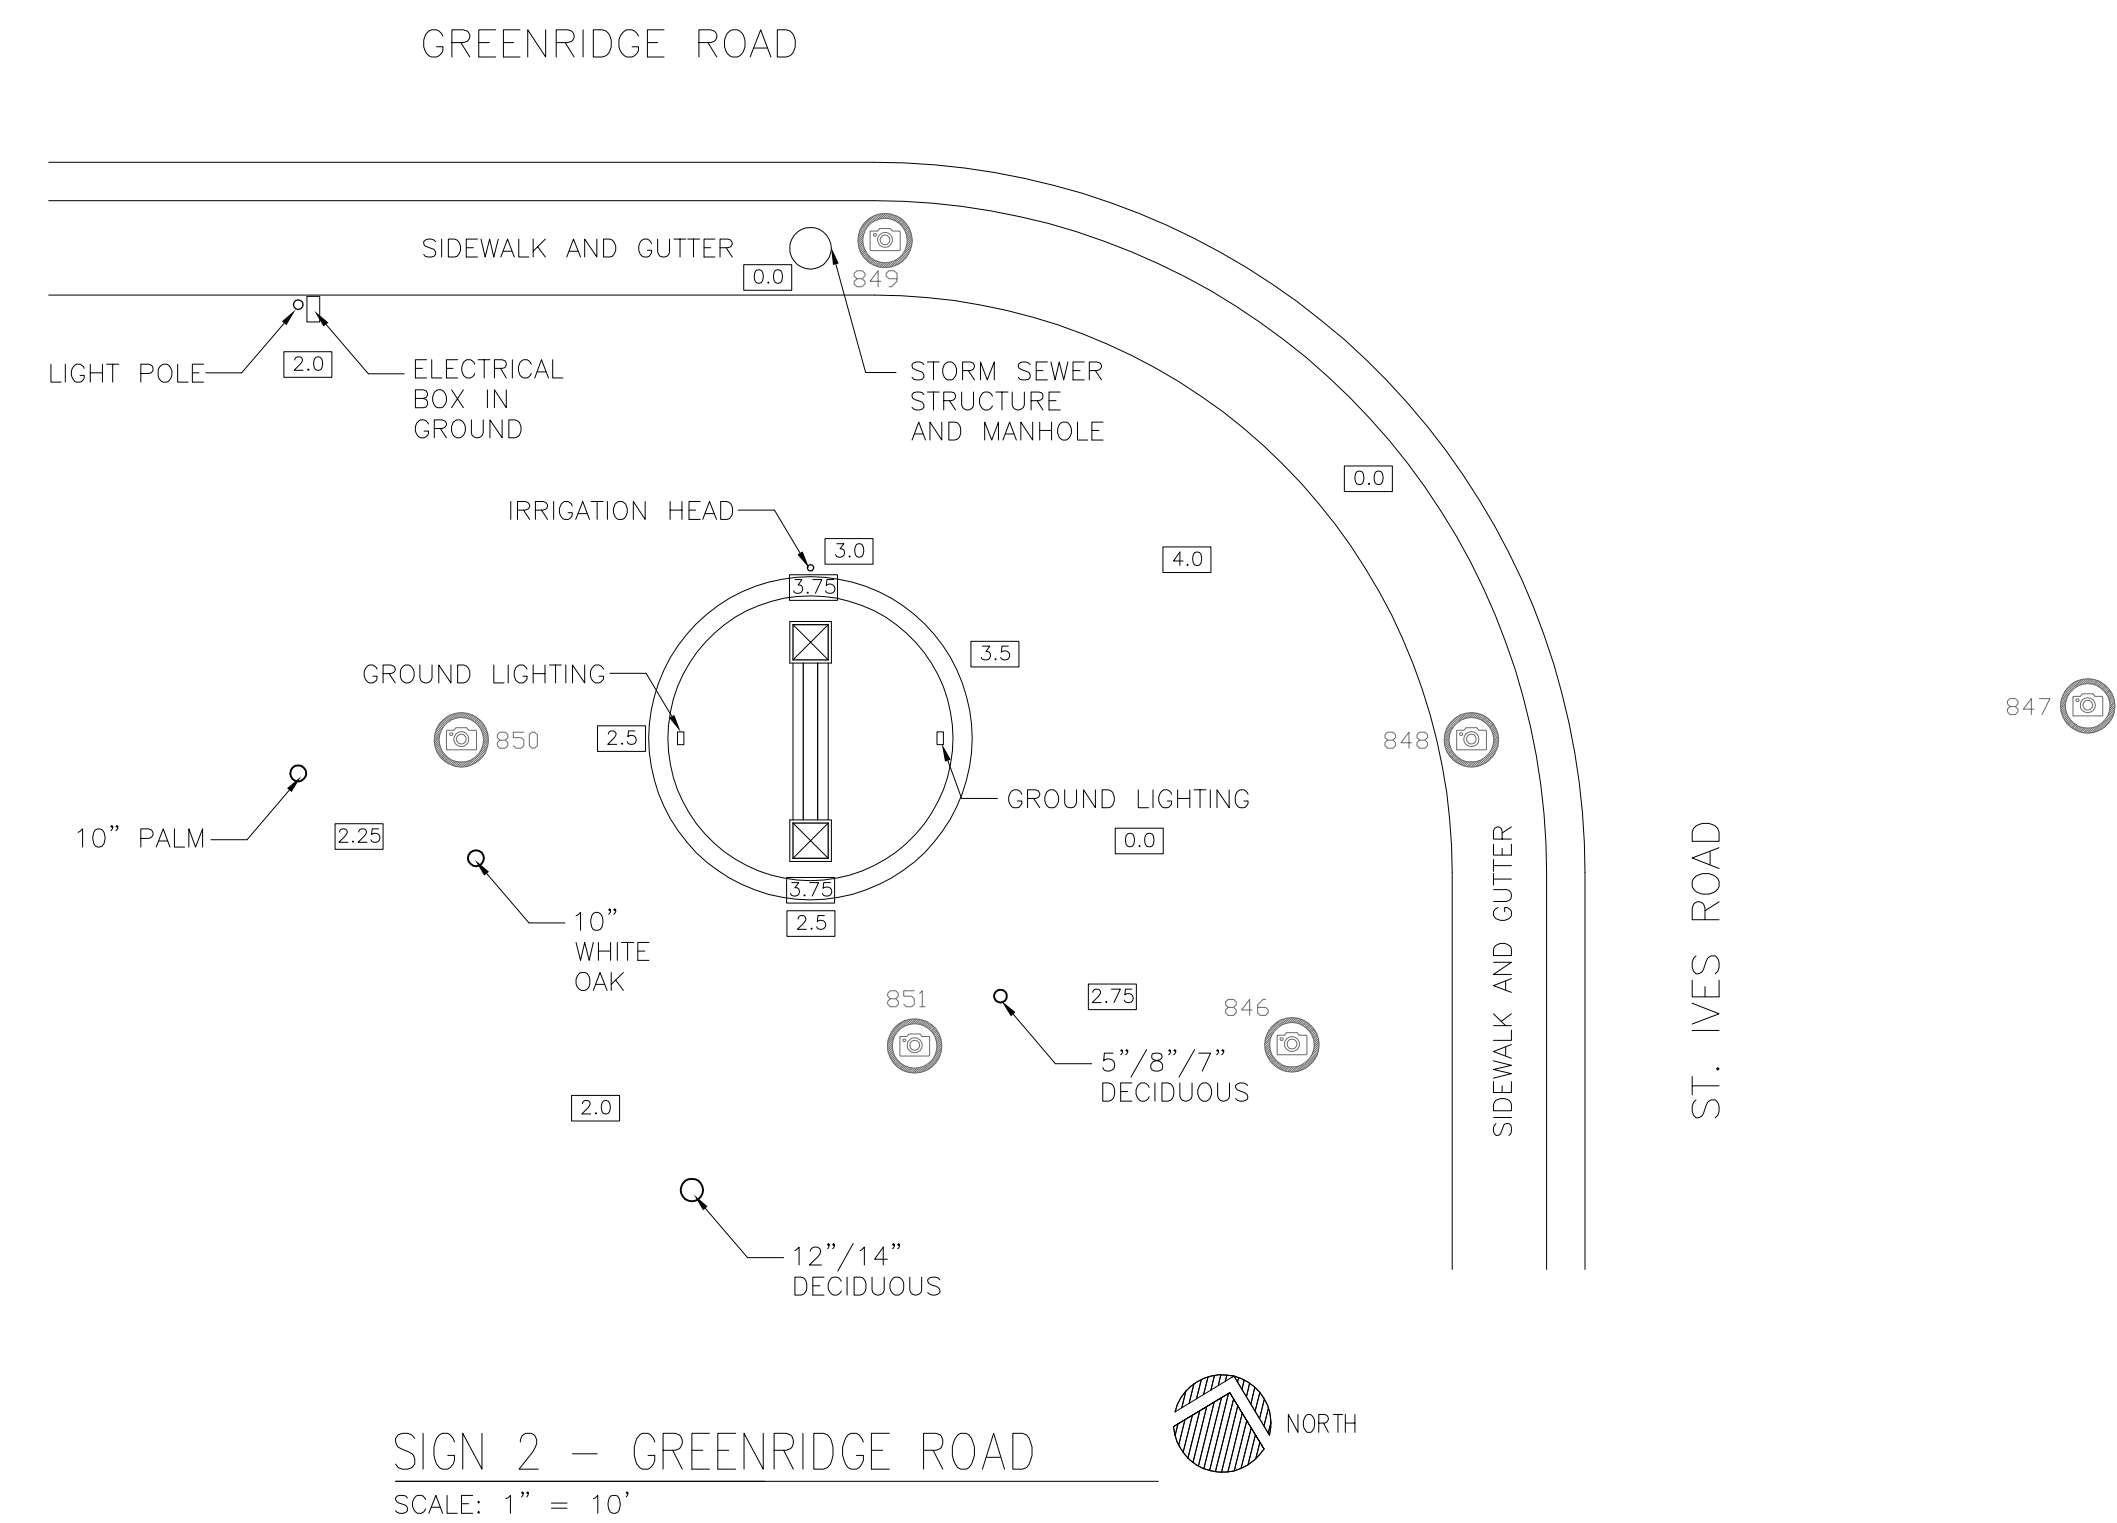 GREENRIDGE ROAD
SIDEWALK AND GUTTER
0.0
849
LIGHT POLE
2.0
ELECTRICAL
BOX IN
GROUND
STORM SEWER
STRUCTURE
AND MANHOLE
0.0
IRRIGATION HEAD
3.0
4.0
3.75
3.5
GROUND LIGHTING
850
2.5
848
847
GROUND LIGHTING
10” PALM
2.25
0.0
3.75
2.5
10”
WHITE
OAK
SIDEWALK AND GUTTER
ST. IVES ROAD
851
2.75
846
5”/8”/7”
DECIDUOUS
2.0
12”/14”
DECIDUOUS
NORTH
SIGN 2 – GREENRIDGE ROAD
SCALE: 1” = 10’